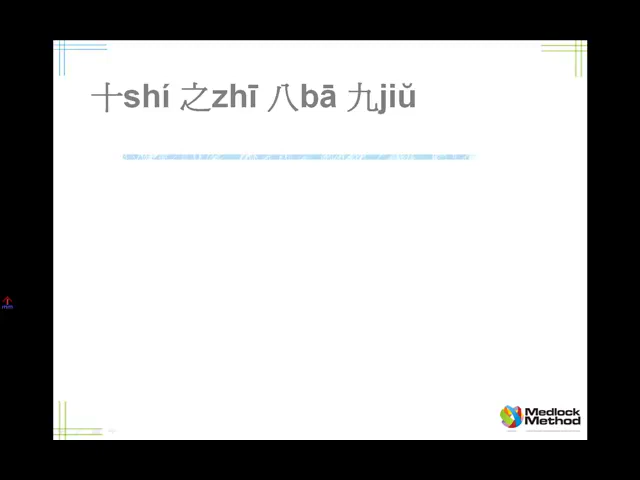 十shí 之zhī 八bā 九jiǔ
Medlock
Method